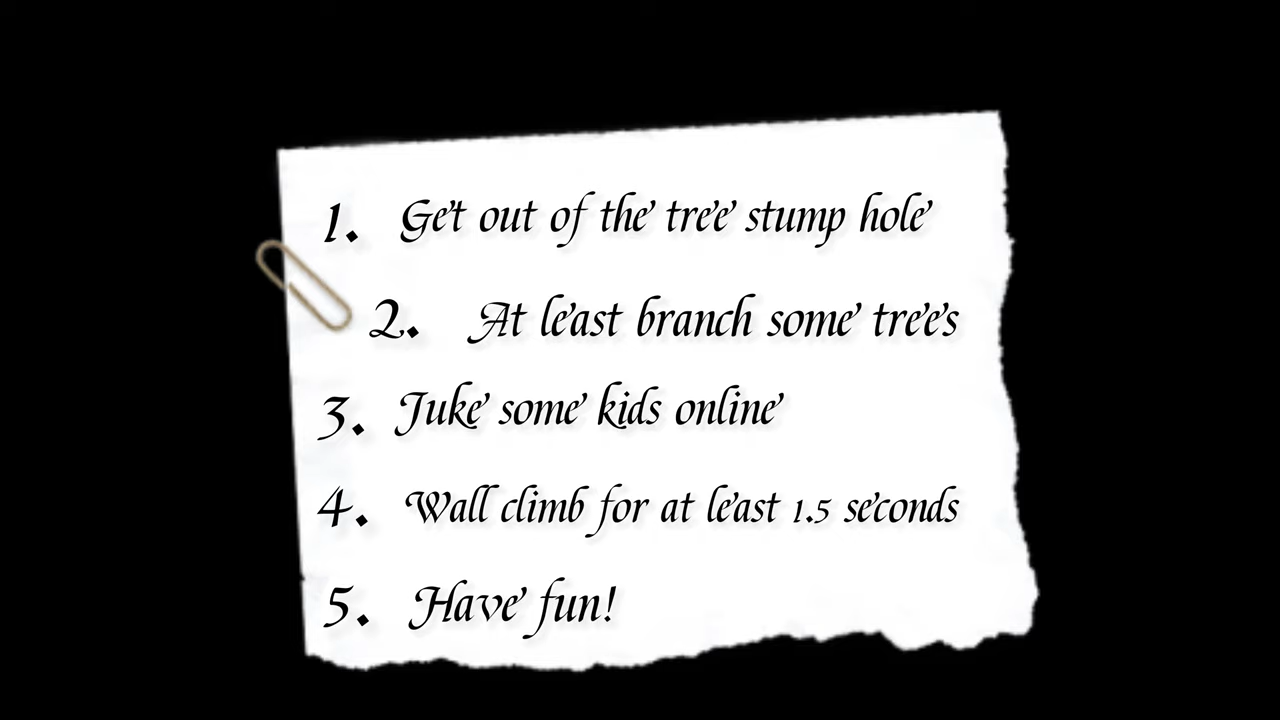 1. Get out of the tree stump hole
2. At least branch some trees
3. Juke some kids online
4. Wall climb for at least 1.5 seconds
5. Have fun!